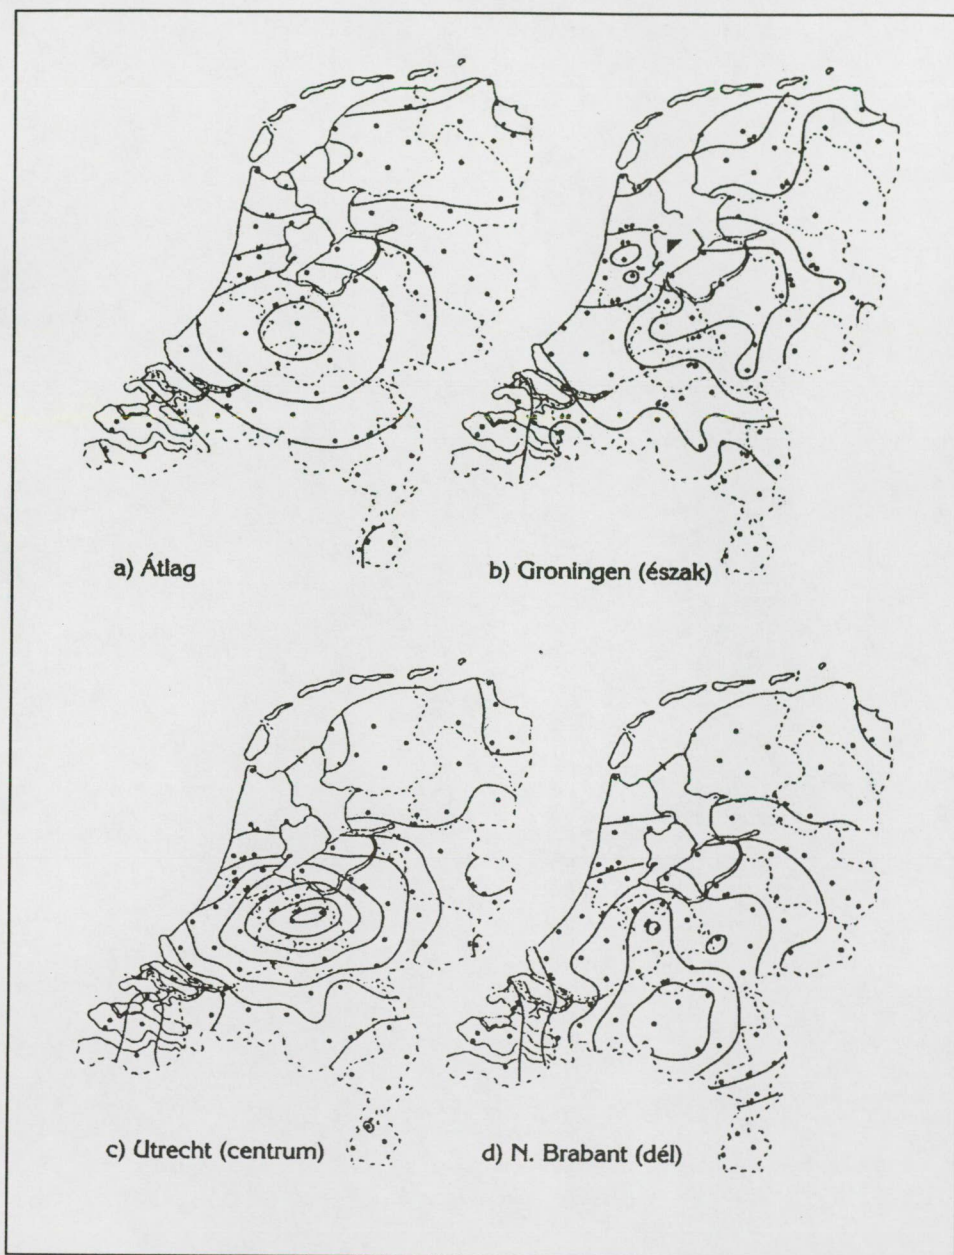 a) Átlag
b) Groningen (észak)
c) Utrecht (centrum)
d) N. Brabant (dél)